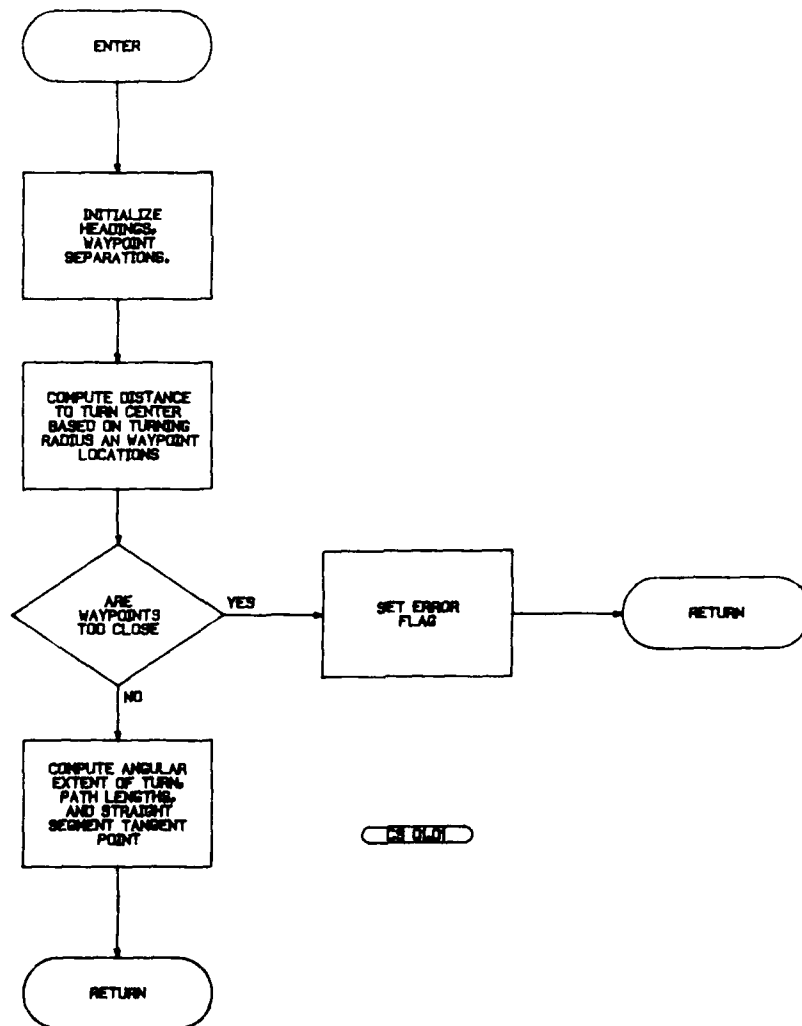 ENTER
INITIALIZE
HEADINGS,
WAYPOINT
SEPARATIONS.
COMPUTE DISTANCE
TO TURN CENTER
BASED ON TURNING
RADIUS AN WAYPOINT
LOCATIONS
ARE
WAYPOINTS
TOO CLOSE
YES
SET ERROR
FLAG
RETURN
NO
COMPUTE ANGULAR
EXTENT OF TURN,
PATH LENGTHS,
AND STRAIGHT
SEGMENT TANGENT
POINT
CS
RETURN